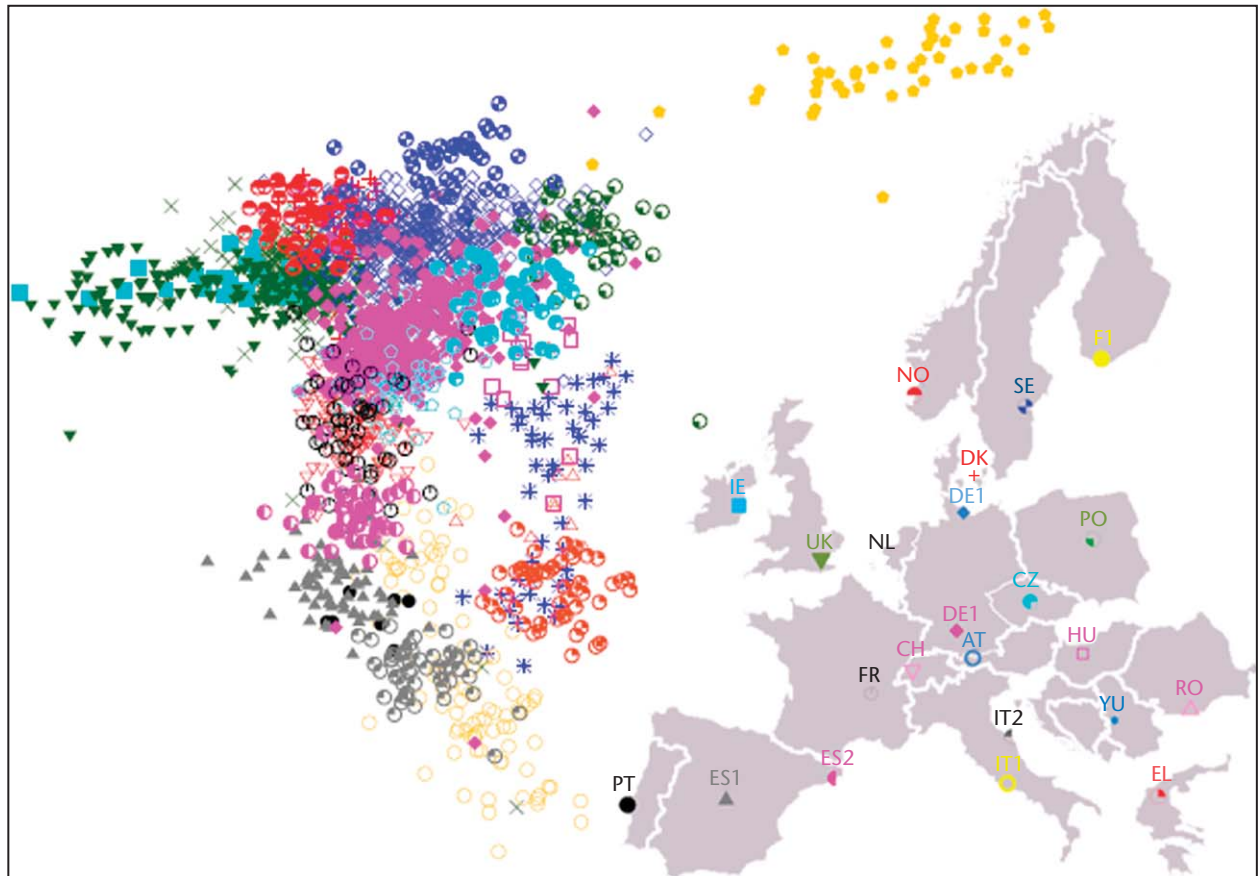 F1
NO
SE
DK
+
DE1
IE
PO
UK
NL
CZ
DE1
AT
HU
CH
FR
RO
YU
IT2
ES2
IT1
EL
PT
ES1